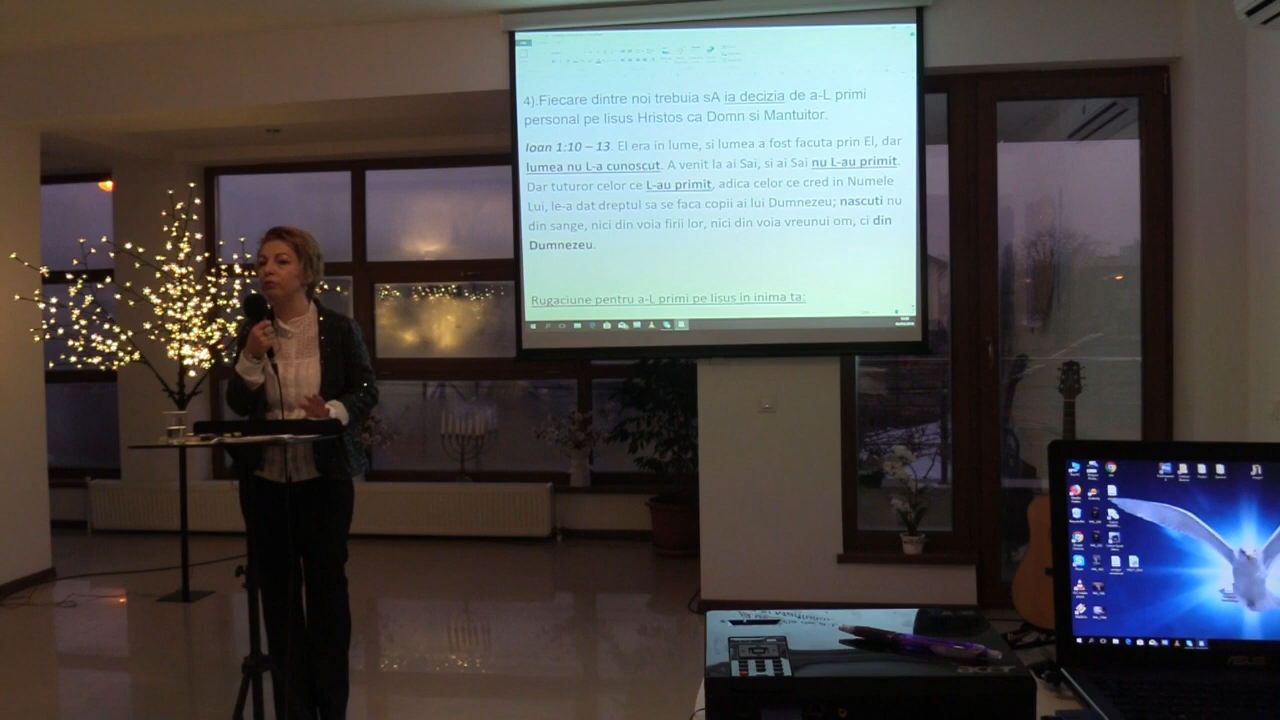 4).Fiecare dintre noi trebuia sA ia decizia de a-L primi
personal pe Iisus Hristos ca Domn si Mantuitor.
Ioan 1:10 – 13. El era in lume, si lumea a fost facuta prin El, dar
lumea nu L-a cunoscut. A venit la ai Sai, si ai Sai nu L-au primit.
Dar tuturor celor ce L-au primit, adica celor ce cred in Numele
Lui, le-a dat dreptul sa se faca copii ai lui Dumnezeu; nascuti nu
din sange, nici din voia firii lor, nici din voia vreunui om, ci din
Dumnezeu.
Rugaciune pentru a-L primi pe Iisus in inima ta:
acer
ASUS